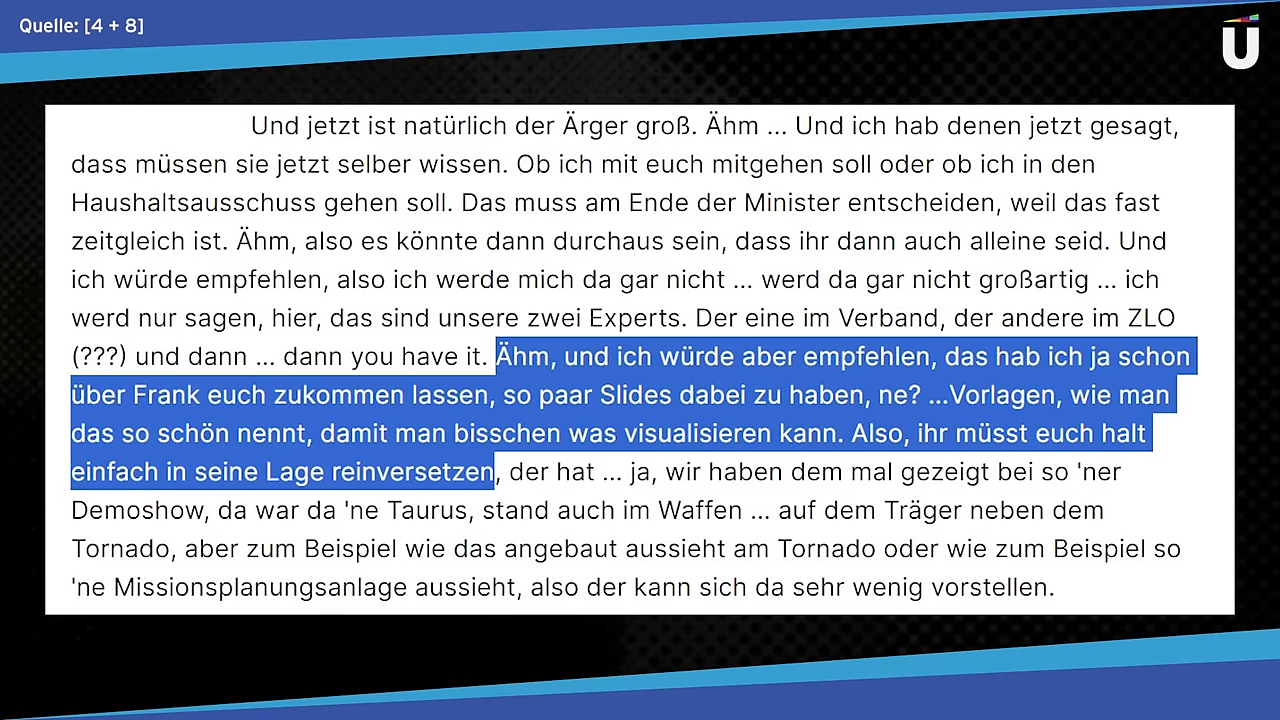 Quelle: [4 + 8]
Ü
Und jetzt ist natürlich der Ärger groß. Ähm ... Und ich hab denen jetzt gesagt,
dass müssen sie jetzt selber wissen. Ob ich mit euch mitgehen soll oder ob ich in den
Haushaltsausschuss gehen soll. Das muss am Ende der Minister entscheiden, weil das fast
zeitgleich ist. Ähm, also es könnte dann durchaus sein, dass ihr dann auch alleine seid. Und
ich würde empfehlen, also ich werde mich da gar nicht ... werd da gar nicht großartig ... ich
werd nur sagen, hier, das sind unsere zwei Experts. Der eine im Verband, der andere im ZLO
(???) und dann ... dann you have it. Ähm, und ich würde aber empfehlen, das hab ich ja schon
über Frank euch zukommen lassen, so paar Slides dabei zu haben, ne? ...Vorlagen, wie man
das so schön nennt, damit man bisschen was visualisieren kann. Also, ihr müsst euch halt
einfach in seine Lage reinversetzen, der hat ... ja, wir haben dem mal gezeigt bei so 'ner
Demoshow, da war da 'ne Taurus, stand auch im Waffen ... auf dem Träger neben dem
Tornado, aber zum Beispiel wie das angebaut aussieht am Tornado oder wie zum Beispiel so
'ne Missionsplanungsanlage aussieht, also der kann sich da sehr wenig vorstellen.